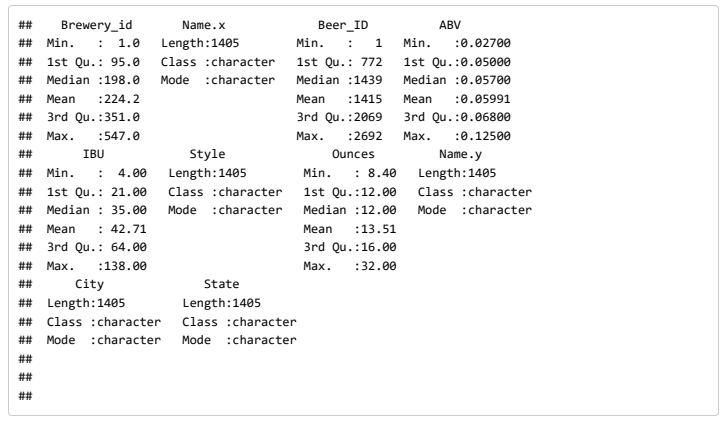 ##    Brewery_id      Name.x             Beer_ID          ABV
##  Min.   :  1.0   Length:1405        Min.   :   1   Min.   :0.02700
##  1st Qu.: 95.0   Class :character   1st Qu.: 772   1st Qu.:0.05000
##  Median :198.0   Mode  :character   Median :1439   Median :0.05700
##  Mean   :224.2                      Mean   :1415   Mean   :0.05991
##  3rd Qu.:351.0                      3rd Qu.:2069   3rd Qu.:0.06800
##  Max.   :547.0                      Max.   :2692   Max.   :0.12500
##       IBU            Style               Ounces         Name.y
##  Min.   :  4.00   Length:1405        Min.   : 8.40   Length:1405
##  1st Qu.: 21.00   Class :character   1st Qu.:12.00   Class :character
##  Median : 35.00   Mode  :character   Median :12.00   Mode  :character
##  Mean   : 42.71                      Mean   :13.51
##  3rd Qu.: 64.00                      3rd Qu.:16.00
##  Max.   :138.00                      Max.   :32.00
##      City              State
##  Length:1405        Length:1405
##  Class :character   Class :character
##  Mode  :character   Mode  :character
##
##
##